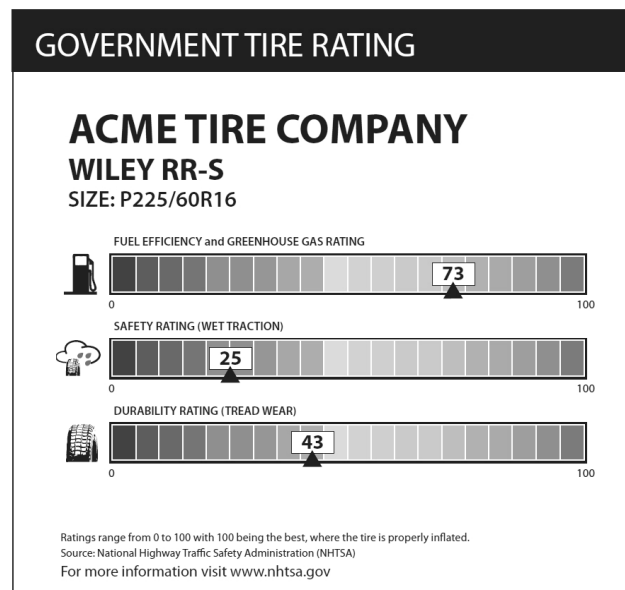 GOVERNMENT TIRE RATING
ACME TIRE COMPANY
WILEY RR-S
SIZE: P225/60R16
FUEL EFFICIENCY and GREENHOUSE GAS RATING
73
0 100
SAFETY RATING (WET TRACTION)
25
0 100
DURABILITY RATING (TREAD WEAR)
43
0 100
Ratings range from 0 to 100 with 100 being the best, where the tire is properly inflated.
Source: National Highway Traffic Safety Administration (NHTSA)
For more information visit www.nhtsa.gov